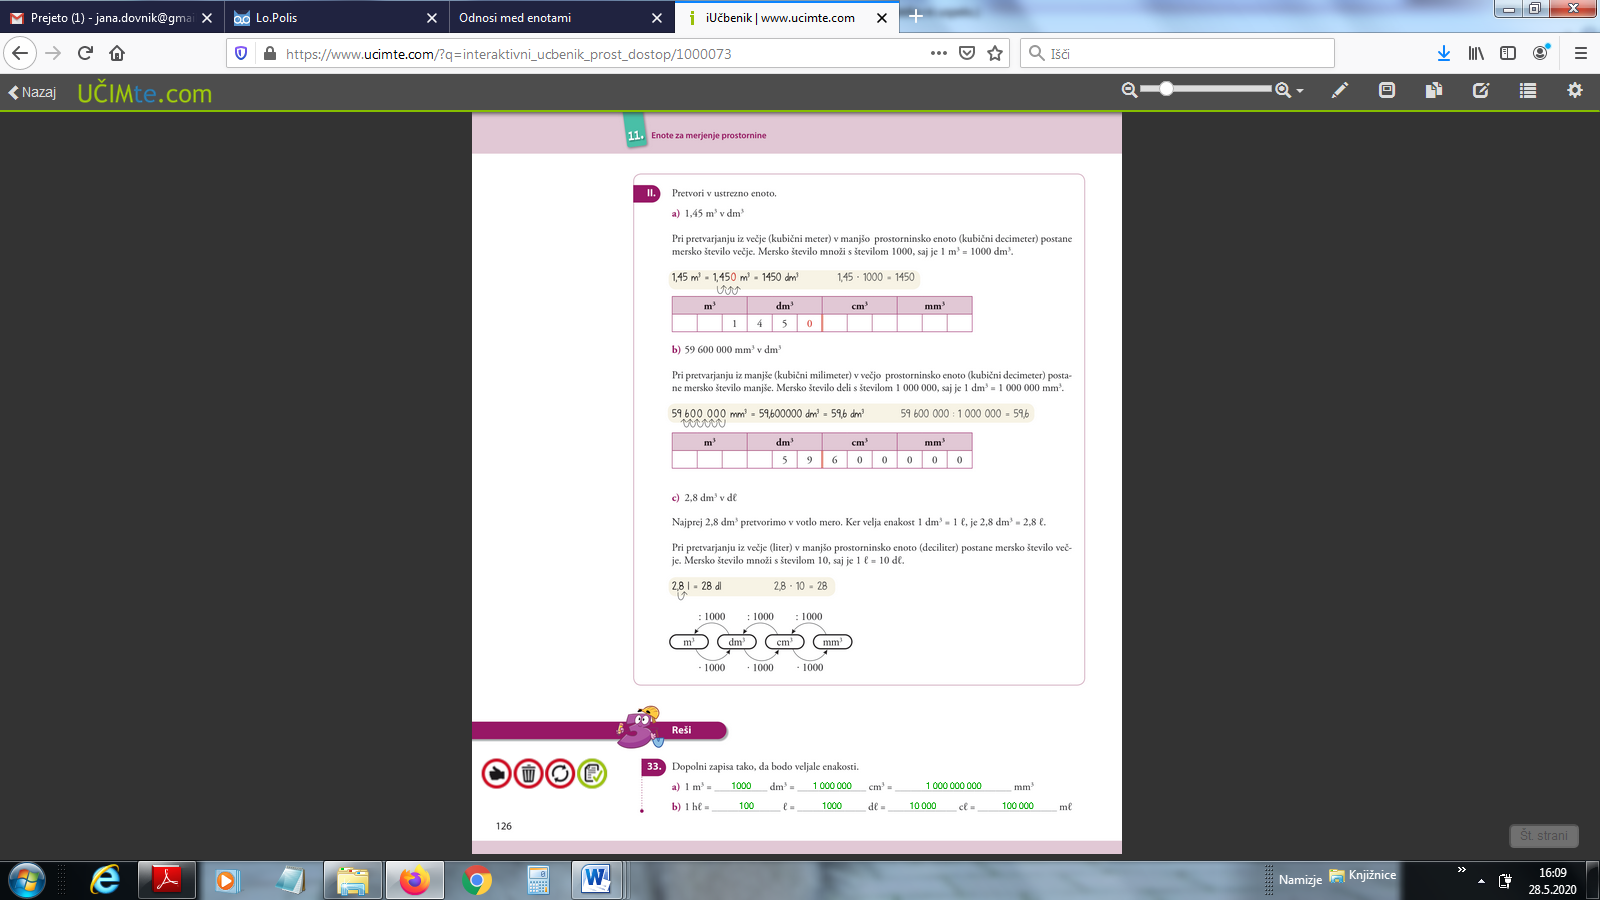 Prejeto (1) - jana.dovnik@gmai
Lo.Polis
Odnosi med enotami
iUčbenik | www.ucimte.com
https://www.ucimte.com/?q=interaktivni_ucbenik_prost_dostop/1000073
Išči
Nazaj
UČIMte.com
11. Enote za merjenje prostornine
II. Pretvori v ustrezno enoto.
a) 1,45 m³ v dm³
Pri pretvarjanju iz večje (kubični meter) v manjšo prostorninsko enoto (kubični decimeter) postane
mersko število večje. Mersko število množi s številom 1000, saj je 1 m³ = 1000 dm³.
1,45 m³ = 1,450 m³ = 1450 dm³ 1,45 · 1000 = 1450
m³ dm³ cm³ mm³
1 4 5 0
b) 59 600 000 mm³ v dm³
Pri pretvarjanju iz manjše (kubični milimeter) v večjo prostorninsko enoto (kubični decimeter) posta-
ne mersko število manjše. Mersko število deli s številom 1 000 000, saj je 1 dm³ = 1 000 000 mm³.
59 600 000 mm³ = 59,600000 dm³ = 59,6 dm³ 59 600 000 : 1 000 000 = 59,6
m³ dm³ cm³ mm³
5 9 6 0 0 0 0 0
c) 2,8 dm³ v dℓ
Najprej 2,8 dm³ pretvorimo v votlo mero. Ker velja enakost 1 dm³ = 1 ℓ, je 2,8 dm³ = 2,8 ℓ.
Pri pretvarjanju iz večje (liter) v manjšo prostorninsko enoto (deciliter) postane mersko število več-
je. Mersko število množi s številom 10, saj je 1 ℓ = 10 dℓ.
2,8 l = 28 dl 2,8 · 10 = 28
: 1000 : 1000 : 1000
m³ dm³ cm³ mm³
· 1000 · 1000 · 1000
Reši
33. Dopolni zapisa tako, da bodo veljale enakosti.
a) 1 m³ = 1000 dm³ = 1 000 000 cm³ = 1 000 000 000 mm³
b) 1 hℓ = 100 ℓ = 1000 dℓ = 10 000 cℓ = 100 000 mℓ
126
Št. strani
Namizje
Knjižnice
16:09
28.5.2020